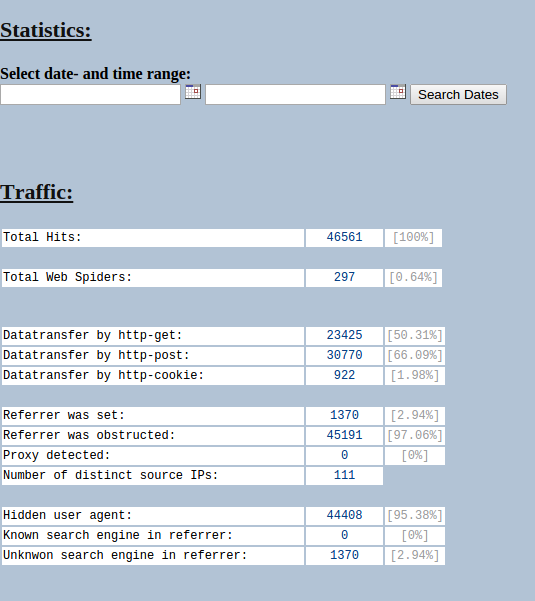 Statistics:
Select date- and time range:
Search Dates
Traffic:
Total Hits: 46561 [100%]
Total Web Spiders: 297 [0.64%]
Datatransfer by http-get: 23425 [50.31%]
Datatransfer by http-post: 30770 [66.09%]
Datatransfer by http-cookie: 922 [1.98%]
Referrer was set: 1370 [2.94%]
Referrer was obstructed: 45191 [97.06%]
Proxy detected: 0 [0%]
Number of distinct source IPs: 111
Hidden user agent: 44408 [95.38%]
Known search engine in referrer: 0 [0%]
Unknwon search engine in referrer: 1370 [2.94%]